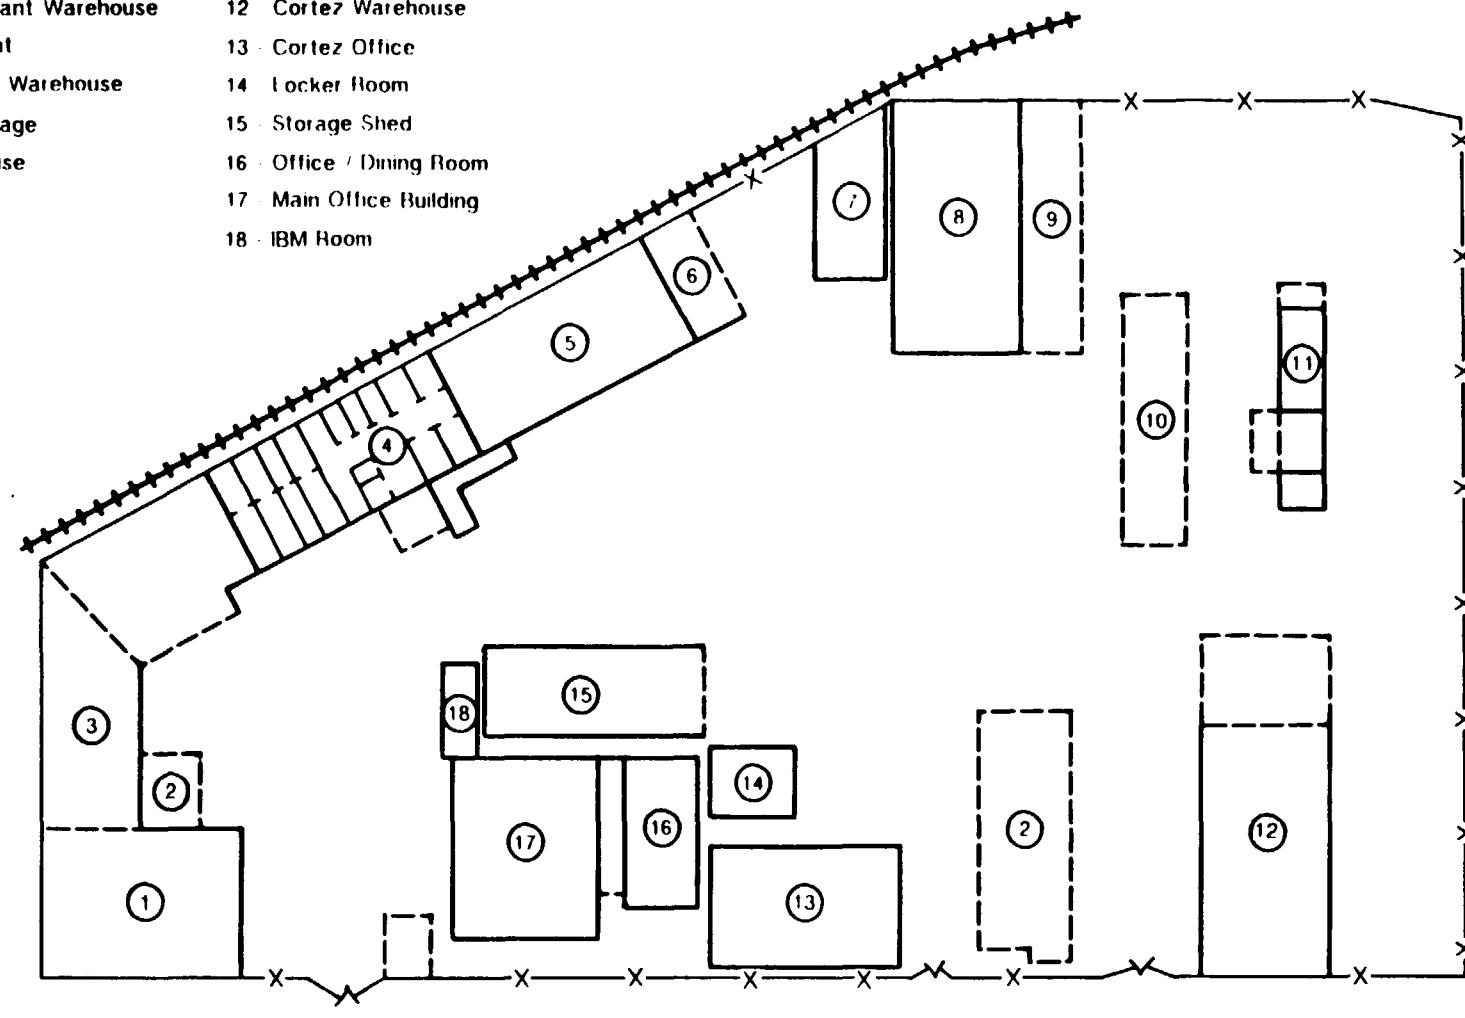 ant Warehouse
12 Cortez Warehouse
t
13 Cortez Office
Warehouse
14 Locker Room
age
15 Storage Shed
se
16 Office / Dining Room
17 Main Office Building
18 IBM Room
7
8
9
6
5
11
10
4
18
15
3
14
2
16
2
12
17
1
13